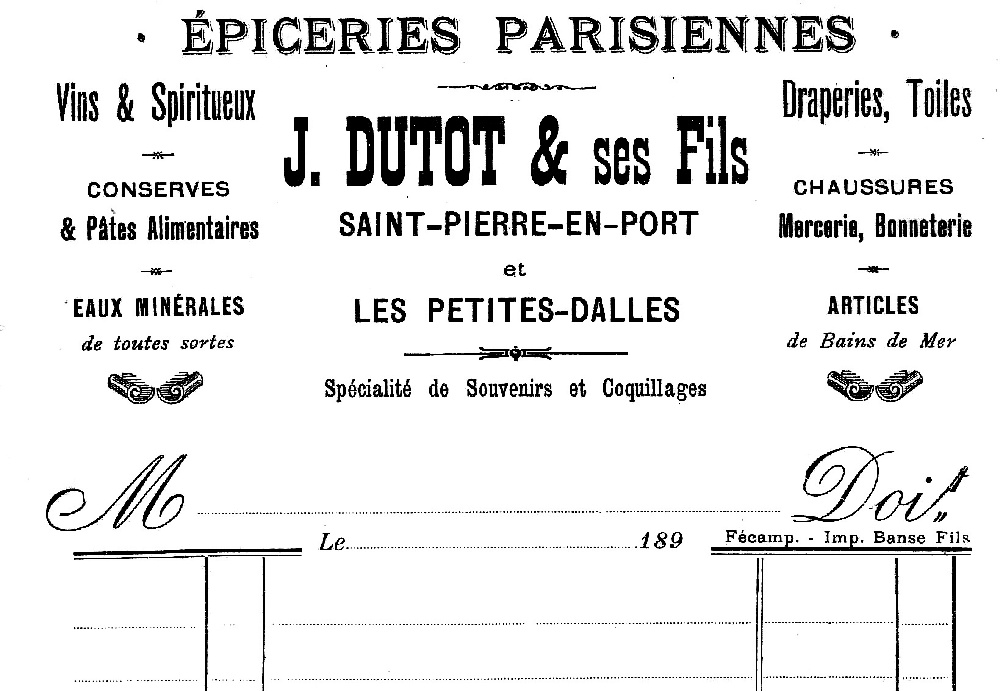 · ÉPICERIES PARISIENNES ·
Vins & Spiritueux
CONSERVES
& Pâtes Alimentaires
EAUX MINÉRALES
de toutes sortes
J. DUTOT & ses Fils
SAINT-PIERRE-EN-PORT
et
LES PETITES-DALLES
Spécialité de Souvenirs et Coquillages
Draperies, Toiles
CHAUSSURES
Mercerie, Bonneterie
ARTICLES
de Bains de Mer
M Doit
Le 189
Fécamp. - Imp. Banse Fils